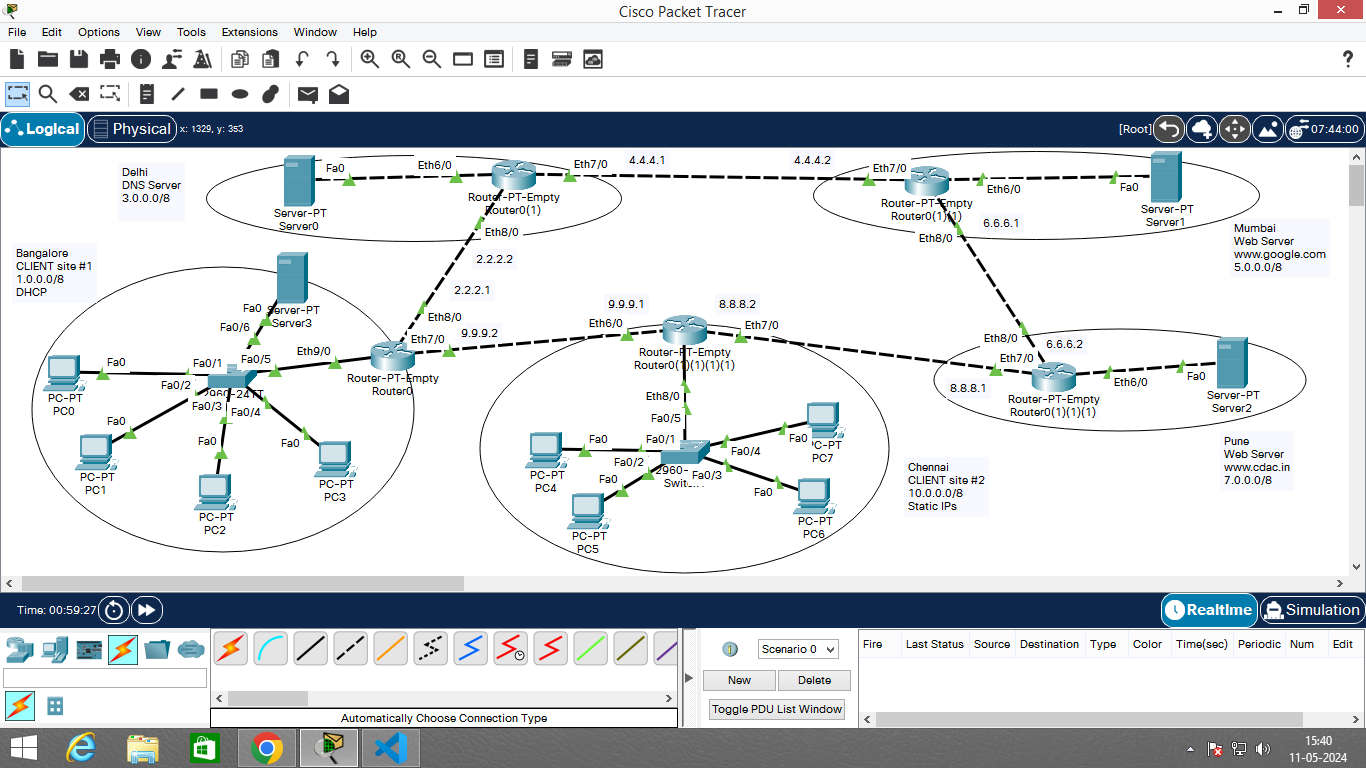 Cisco Packet Tracer
File Edit Options View Tools Extensions Window Help
Logical Physical x: 1329, y: 353 [Root] 07:44:00
Delhi
DNS Server
3.0.0.0/8
Fa0
Server-PT
Server0
Eth6/0
Router-PT-Empty
Router0(1)
Eth7/0
Eth8/0
4.4.4.1
4.4.4.2
Eth7/0
Router-PT-Empty
Router0(1)(1)
Eth6/0
Eth8/0
6.6.6.1
Fa0
Server-PT
Server1
Mumbai
Web Server
www.google.com
5.0.0.0/8
2.2.2.2
2.2.2.1
Bangalore
CLIENT site #1
1.0.0.0/8
DHCP
Fa0
Server-PT
Server3
Fa0/6
Fa0/5
Fa0/1
Fa0/2
Fa0/3
Fa0/4
Eth9/0
Eth8/0
Eth7/0
9.9.9.2
Router-PT-Empty
Router0
Fa0
PC-PT
PC0
Fa0
PC-PT
PC1
Fa0
PC-PT
PC2
Fa0
PC-PT
PC3
9.9.9.1
8.8.8.2
Eth6/0
Eth7/0
Router-PT-Empty
Router0(1)(1)(1)(1)
Eth8/0
Fa0/5
Fa0/1
Fa0/2
Fa0/4
Fa0/3
Fa0
PC-PT
PC4
Fa0
PC-PT
PC5
Fa0
PC-PT
PC6
Fa0
PC-PT
PC7
Eth8/0
6.6.6.2
Eth7/0
8.8.8.1
Router-PT-Empty
Router0(1)(1)(1)
Eth6/0
Fa0
Server-PT
Server2
Pune
Web Server
www.cdac.in
7.0.0.0/8
Chennai
CLIENT site #2
10.0.0.0/8
Static IPs
Time: 00:59:27 Realtime Simulation
Scenario 0
New Delete
Toggle PDU List Window
Fire Last Status Source Destination Type Color Time(sec) Periodic Num Edit
Automatically Choose Connection Type
15:40
11-05-2024